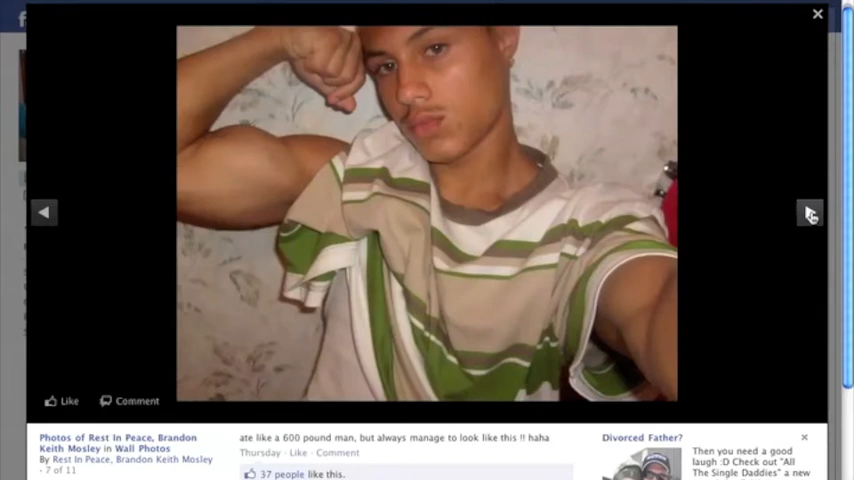 Like
Comment
Photos of Rest In Peace, Brandon
Keith Mosley in Wall Photos
By Rest In Peace, Brandon Keith Mosley
· 7 of 11
ate like a 600 pound man, but always manage to look like this !! haha
Thursday · Like · Comment
37 people like this.
Divorced Father?
Then you need a good
laugh :D Check out "All
The Single Daddies" a new